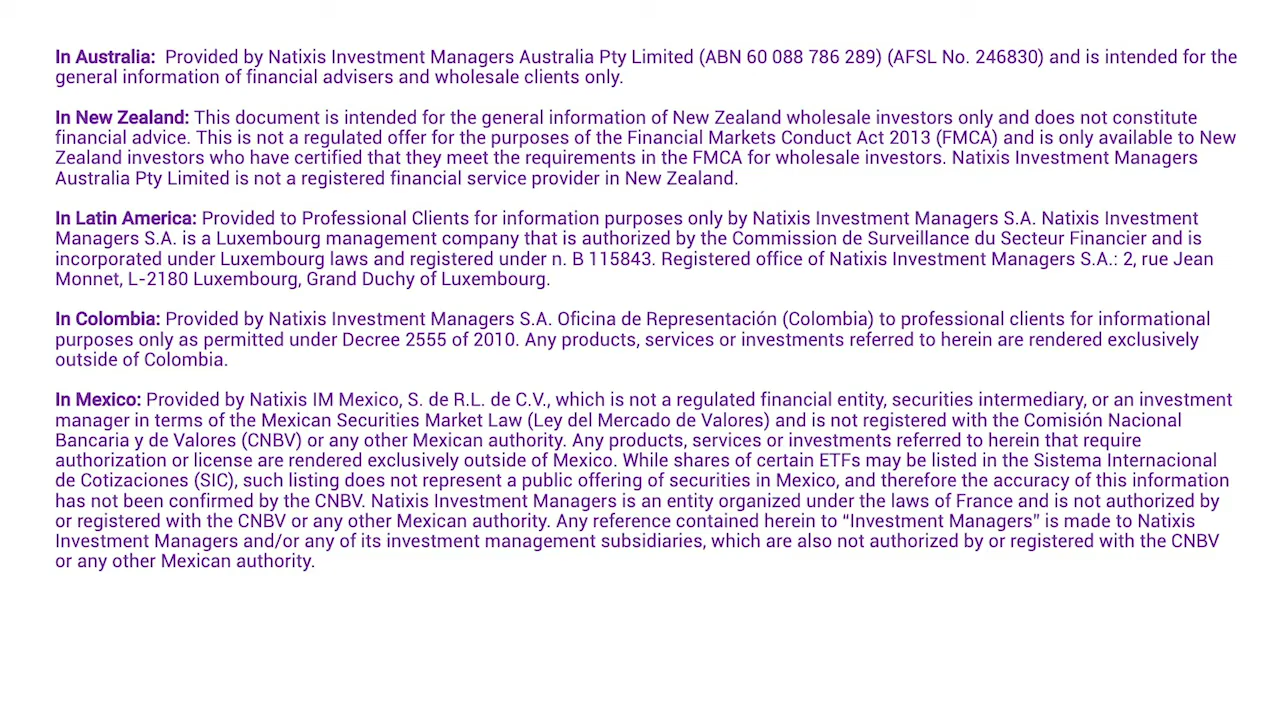 In Australia: Provided by Natixis Investment Managers Australia Pty Limited (ABN 60 088 786 289) (AFSL No. 246830) and is intended for the
general information of financial advisers and wholesale clients only.
In New Zealand: This document is intended for the general information of New Zealand wholesale investors only and does not constitute
financial advice. This is not a regulated offer for the purposes of the Financial Markets Conduct Act 2013 (FMCA) and is only available to New
Zealand investors who have certified that they meet the requirements in the FMCA for wholesale investors. Natixis Investment Managers
Australia Pty Limited is not a registered financial service provider in New Zealand.
In Latin America: Provided to Professional Clients for information purposes only by Natixis Investment Managers S.A. Natixis Investment
Managers S.A. is a Luxembourg management company that is authorized by the Commission de Surveillance du Secteur Financier and is
incorporated under Luxembourg laws and registered under n. B 115843. Registered office of Natixis Investment Managers S.A.: 2, rue Jean
Monnet, L-2180 Luxembourg, Grand Duchy of Luxembourg.
In Colombia: Provided by Natixis Investment Managers S.A. Oficina de Representación (Colombia) to professional clients for informational
purposes only as permitted under Decree 2555 of 2010. Any products, services or investments referred to herein are rendered exclusively
outside of Colombia.
In Mexico: Provided by Natixis IM Mexico, S. de R.L. de C.V., which is not a regulated financial entity, securities intermediary, or an investment
manager in terms of the Mexican Securities Market Law (Ley del Mercado de Valores) and is not registered with the Comisión Nacional
Bancaria y de Valores (CNBV) or any other Mexican authority. Any products, services or investments referred to herein that require
authorization or license are rendered exclusively outside of Mexico. While shares of certain ETFs may be listed in the Sistema Internacional
de Cotizaciones (SIC), such listing does not represent a public offering of securities in Mexico, and therefore the accuracy of this information
has not been confirmed by the CNBV. Natixis Investment Managers is an entity organized under the laws of France and is not authorized by
or registered with the CNBV or any other Mexican authority. Any reference contained herein to “Investment Managers” is made to Natixis
Investment Managers and/or any of its investment management subsidiaries, which are also not authorized by or registered with the CNBV
or any other Mexican authority.